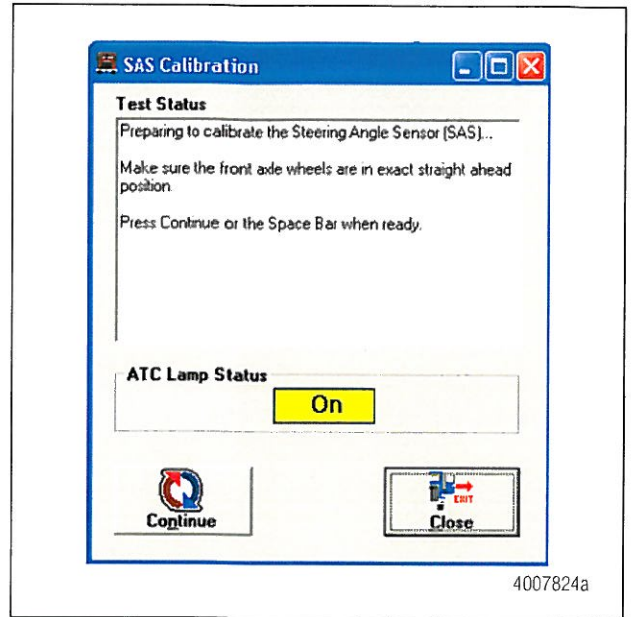 SAS Calibration
Test Status
Preparing to calibrate the Steering Angle Sensor (SAS)...
Make sure the front axle wheels are in exact straight ahead
position
Press Continue or the Space Bar when ready.
ATC Lamp Status
On
EXIT
Continue
Close
4007824a